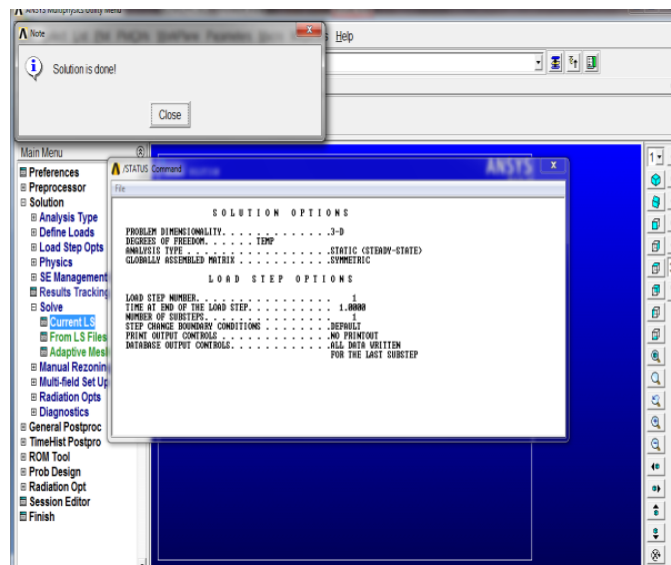 ANSYS Multiphysics Utility Menu
Note
Help
Solution is done!
Close
Main Menu
Preferences
Preprocessor
Solution
Analysis Type
Define Loads
Load Step Opts
Physics
SE Management
Results Tracking
Solve
Current LS
From LS Files
Adaptive Mes
Manual Rezonin
Multi-field Set Up
Radiation Opts
Diagnostics
General Postproc
TimeHist Postpro
ROM Tool
Prob Design
Radiation Opt
Session Editor
Finish
/STATUS Command
ANSYS
File
SOLUTION OPTIONS
PROBLEM DIMENSIONALITY. . . . . . . . . . . . .3-D
DEGREES OF FREEDOM. . . . . . TEMP
ANALYSIS TYPE . . . . . . . . . . . . . . . . .STATIC (STEADY-STATE)
GLOBALLY ASSEMBLED MATRIX . . . . . . . . . . .SYMMETRIC
LOAD STEP OPTIONS
LOAD STEP NUMBER. . . . . . . . . . . . . . . . 1
TIME AT END OF THE LOAD STEP. . . . . . . . . . 1.0000
NUMBER OF SUBSTEPS. . . . . . . . . . . . . . . 1
STEP CHANGE BOUNDARY CONDITIONS . . . . . . . .DEFAULT
PRINT OUTPUT CONTROLS . . . . . . . . . . . . .NO PRINTOUT
DATABASE OUTPUT CONTROLS. . . . . . . . . . . .ALL DATA WRITTEN
FOR THE LAST SUBSTEP
1